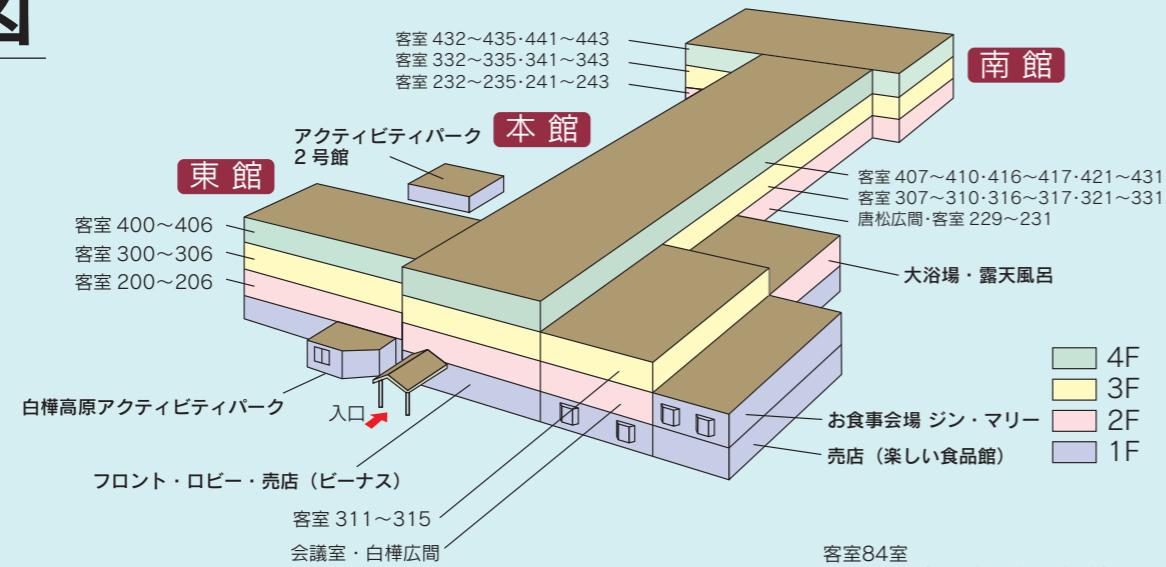 図
客室 432～435・441～443
客室 332～335・341～343
客室 232～235・241～243
南館
本館
アクティビティパーク
2 号館
東館
客室 400～406
客室 300～306
客室 200～206
客室 407～410・416～417・421～431
客室 307～310・316～317・321～331
唐松広間・客室 229～231
大浴場・露天風呂
4F
3F
2F
1F
白樺高原アクティビティパーク
入口
お食事会場 ジン・マリー
売店（楽しい食品館）
フロント・ロビー・売店（ビーナス）
客室 311～315
会議室・白樺広間
客室84室